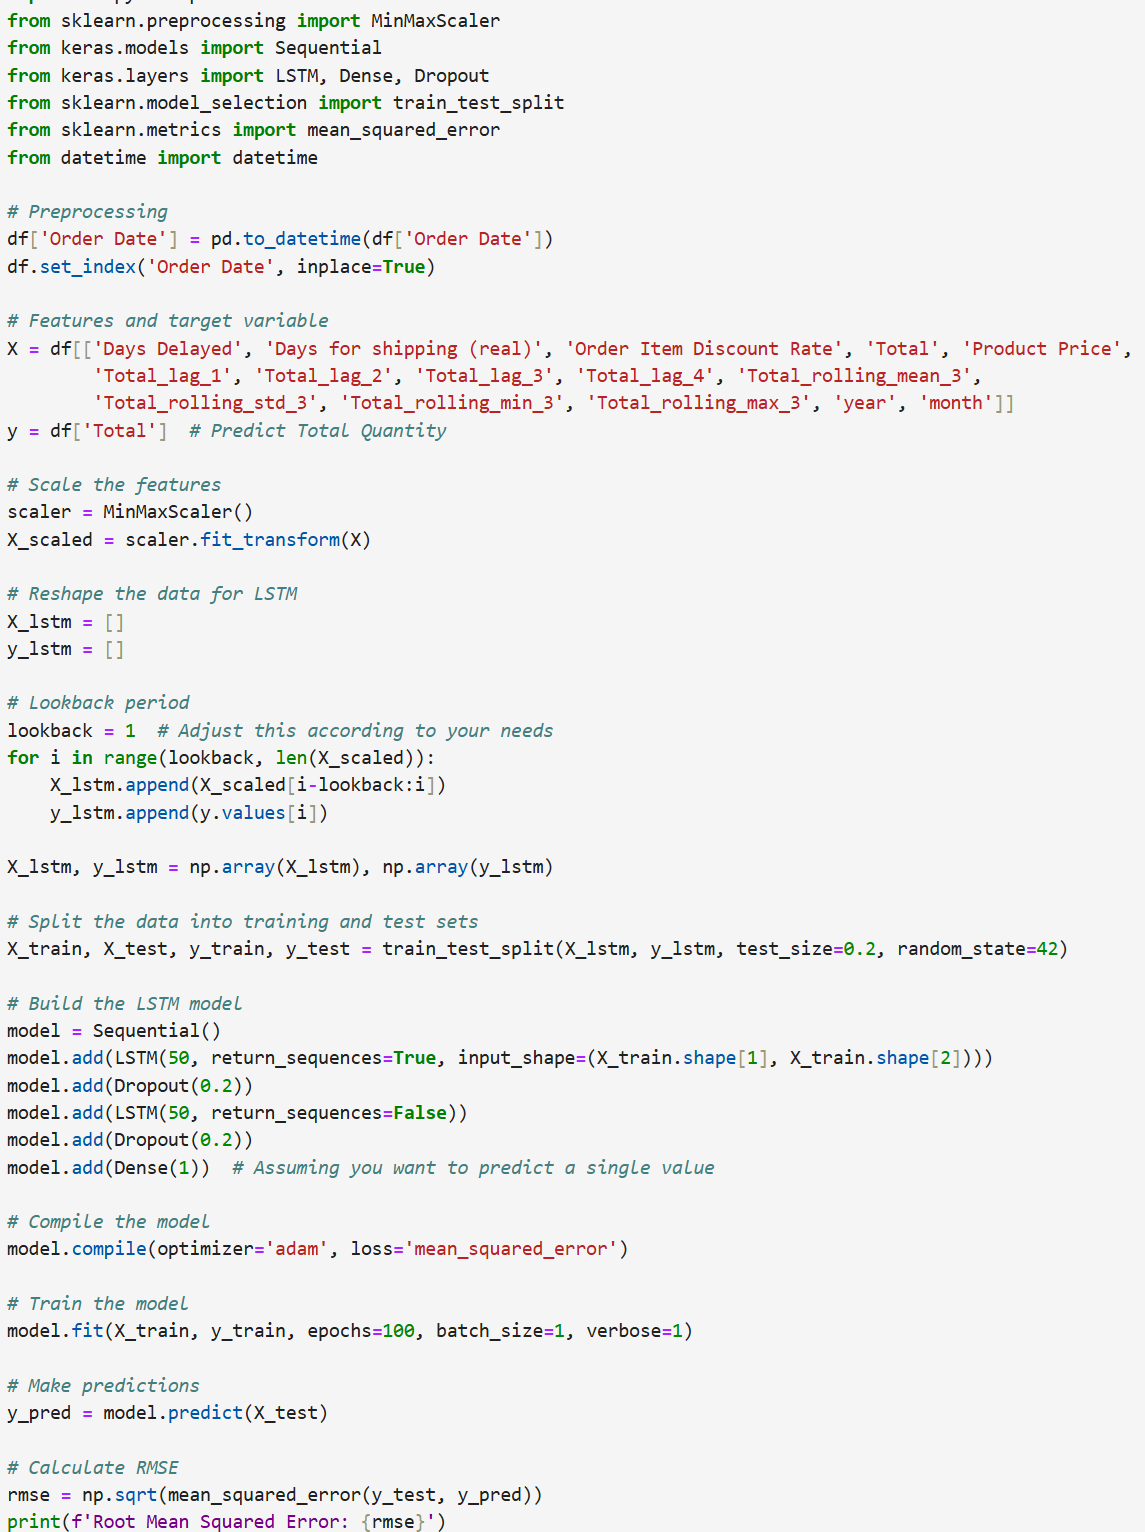 from sklearn.preprocessing import MinMaxScaler
from keras.models import Sequential
from keras.layers import LSTM, Dense, Dropout
from sklearn.model_selection import train_test_split
from sklearn.metrics import mean_squared_error
from datetime import datetime
# Preprocessing
df['Order Date'] = pd.to_datetime(df['Order Date'])
df.set_index('Order Date', inplace=True)
# Features and target variable
X = df[['Days Delayed', 'Days for shipping (real)', 'Order Item Discount Rate', 'Total', 'Product Price',
        'Total_lag_1', 'Total_lag_2', 'Total_lag_3', 'Total_lag_4', 'Total_rolling_mean_3',
        'Total_rolling_std_3', 'Total_rolling_min_3', 'Total_rolling_max_3', 'year', 'month']]
y = df['Total']  # Predict Total Quantity
# Scale the features
scaler = MinMaxScaler()
X_scaled = scaler.fit_transform(X)
# Reshape the data for LSTM
X_lstm = []
y_lstm = []
# Lookback period
lookback = 1  # Adjust this according to your needs
for i in range(lookback, len(X_scaled)):
    X_lstm.append(X_scaled[i-lookback:i])
    y_lstm.append(y.values[i])
X_lstm, y_lstm = np.array(X_lstm), np.array(y_lstm)
# Split the data into training and test sets
X_train, X_test, y_train, y_test = train_test_split(X_lstm, y_lstm, test_size=0.2, random_state=42)
# Build the LSTM model
model = Sequential()
model.add(LSTM(50, return_sequences=True, input_shape=(X_train.shape[1], X_train.shape[2])))
model.add(Dropout(0.2))
model.add(LSTM(50, return_sequences=False))
model.add(Dropout(0.2))
model.add(Dense(1))  # Assuming you want to predict a single value
# Compile the model
model.compile(optimizer='adam', loss='mean_squared_error')
# Train the model
model.fit(X_train, y_train, epochs=100, batch_size=1, verbose=1)
# Make predictions
y_pred = model.predict(X_test)
# Calculate RMSE
rmse = np.sqrt(mean_squared_error(y_test, y_pred))
print(f'Root Mean Squared Error: {rmse}')